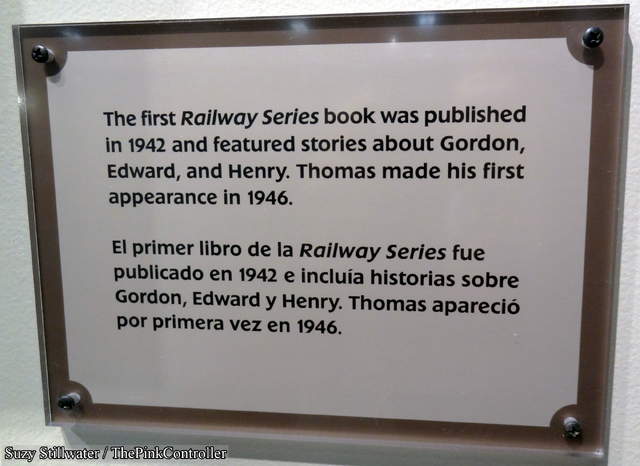 The first Railway Series book was published
in 1942 and featured stories about Gordon,
Edward, and Henry. Thomas made his first
appearance in 1946.
El primer libro de la Railway Series fue
publicado en 1942 e incluía historias sobre
Gordon, Edward y Henry. Thomas apareció
por primera vez en 1946.
Suzy Stillwater / ThePinkController